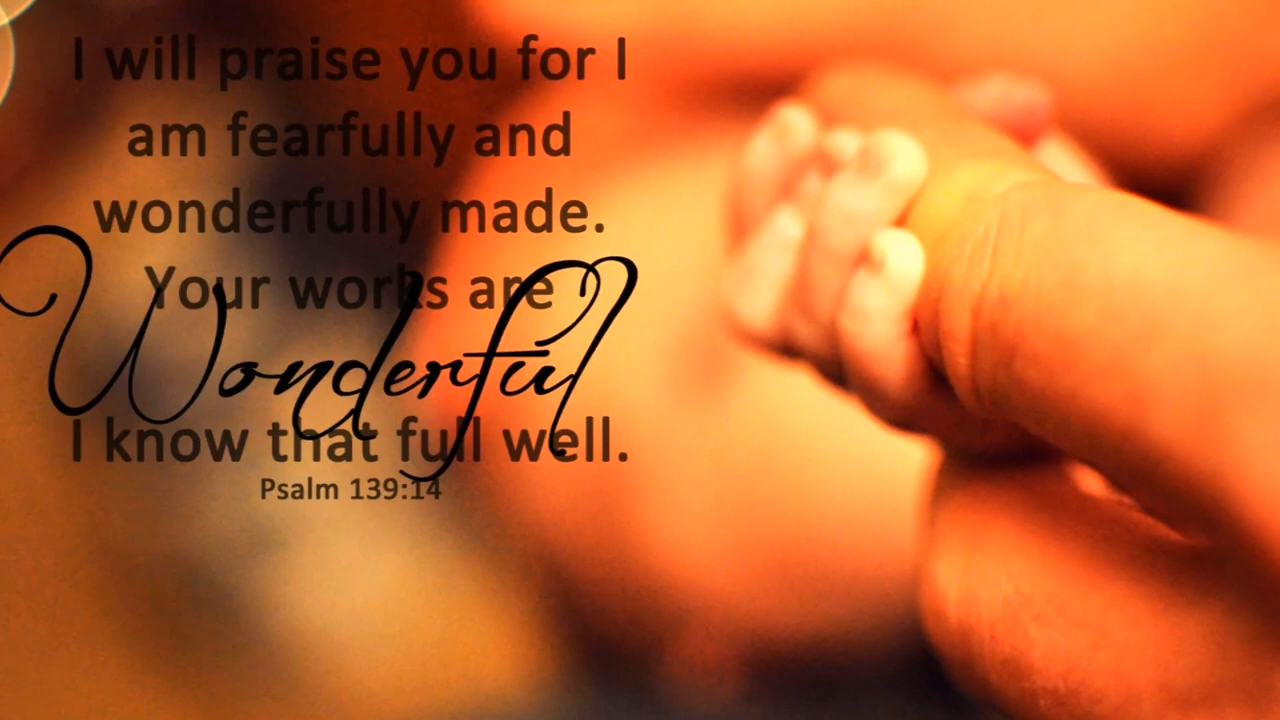 I will praise you for I
am fearfully and
wonderfully made.
Your works are
Wonderful
I know that full well.
Psalm 139:14